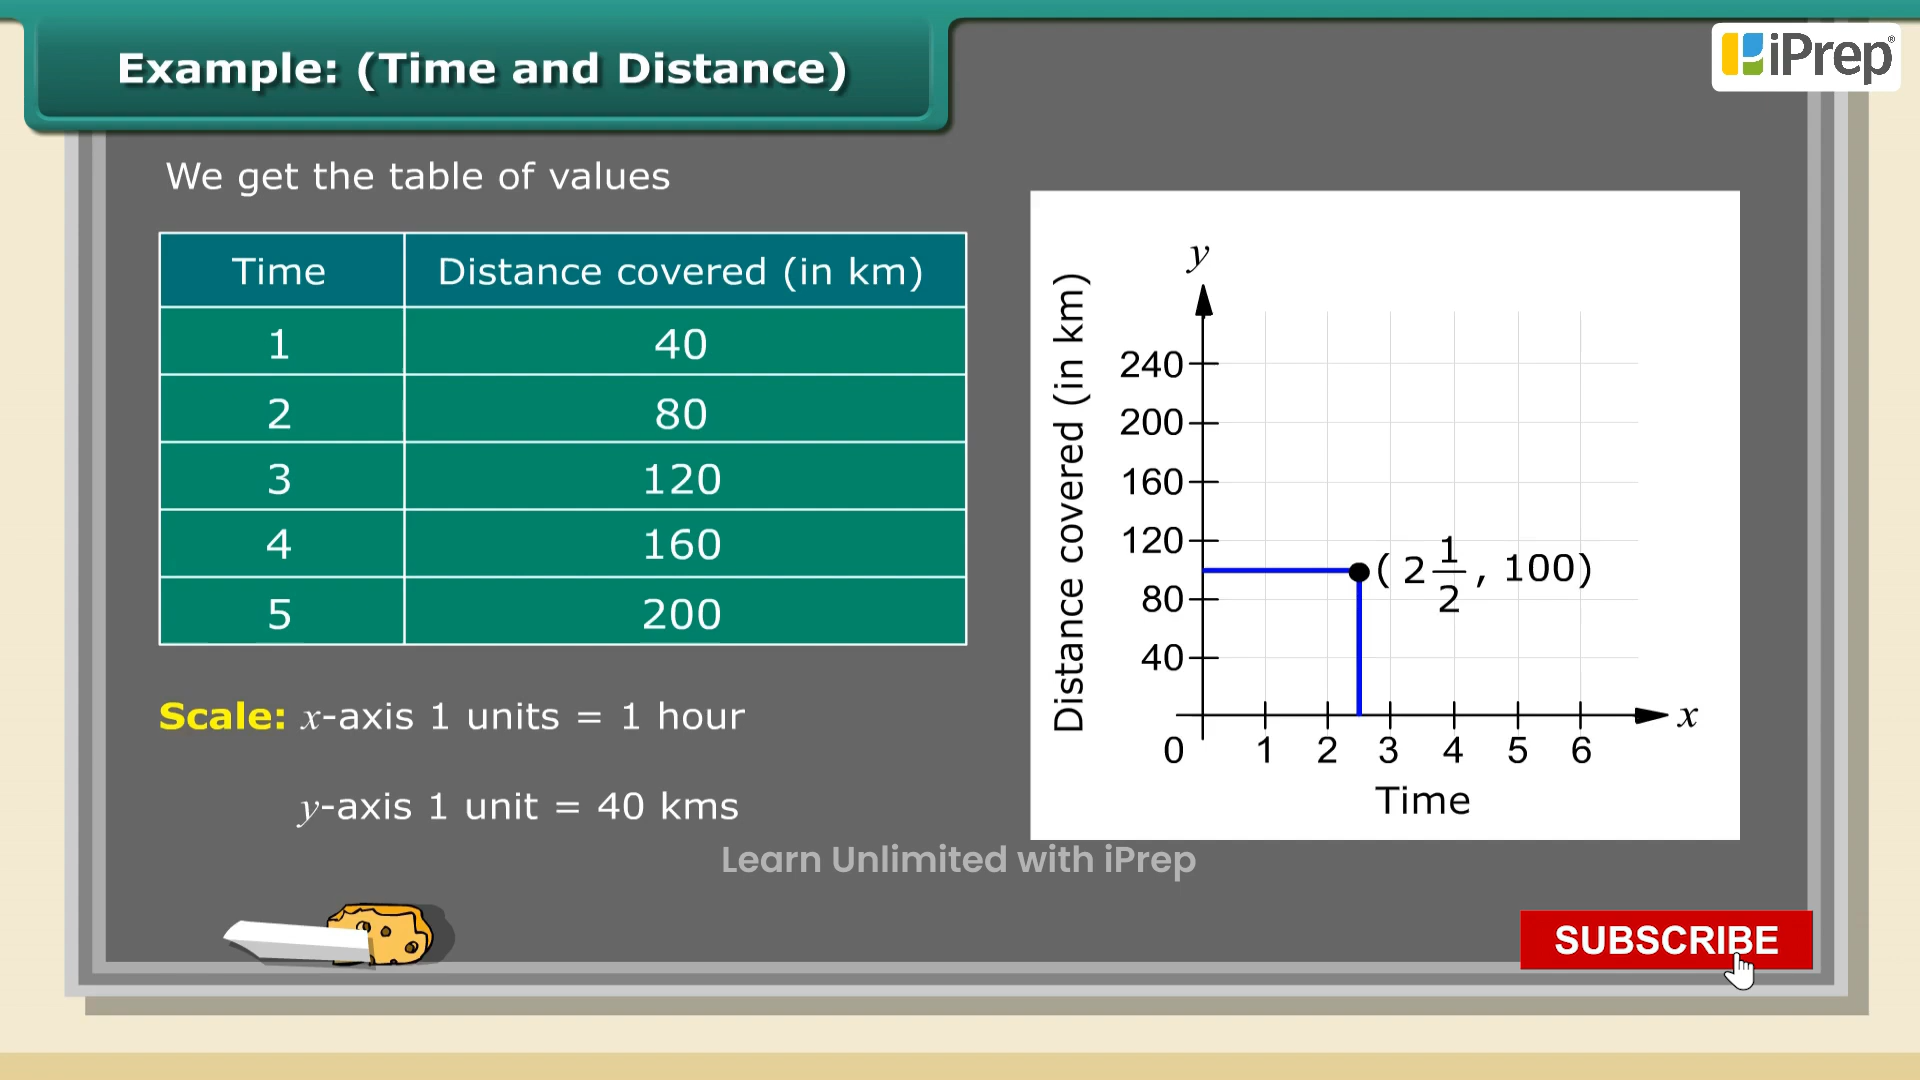 Example: (Time and Distance)
iPrep®
We get the table of values
Time Distance covered (in km)
1 40
2 80
3 120
4 160
5 200
Scale: x-axis 1 units = 1 hour
y-axis 1 unit = 40 kms
y
Distance covered (in km)
240
200
160
120
80
40
(2 1/2, 100)
x
0 1 2 3 4 5 6
Time
Learn Unlimited with iPrep
SUBSCRIBE